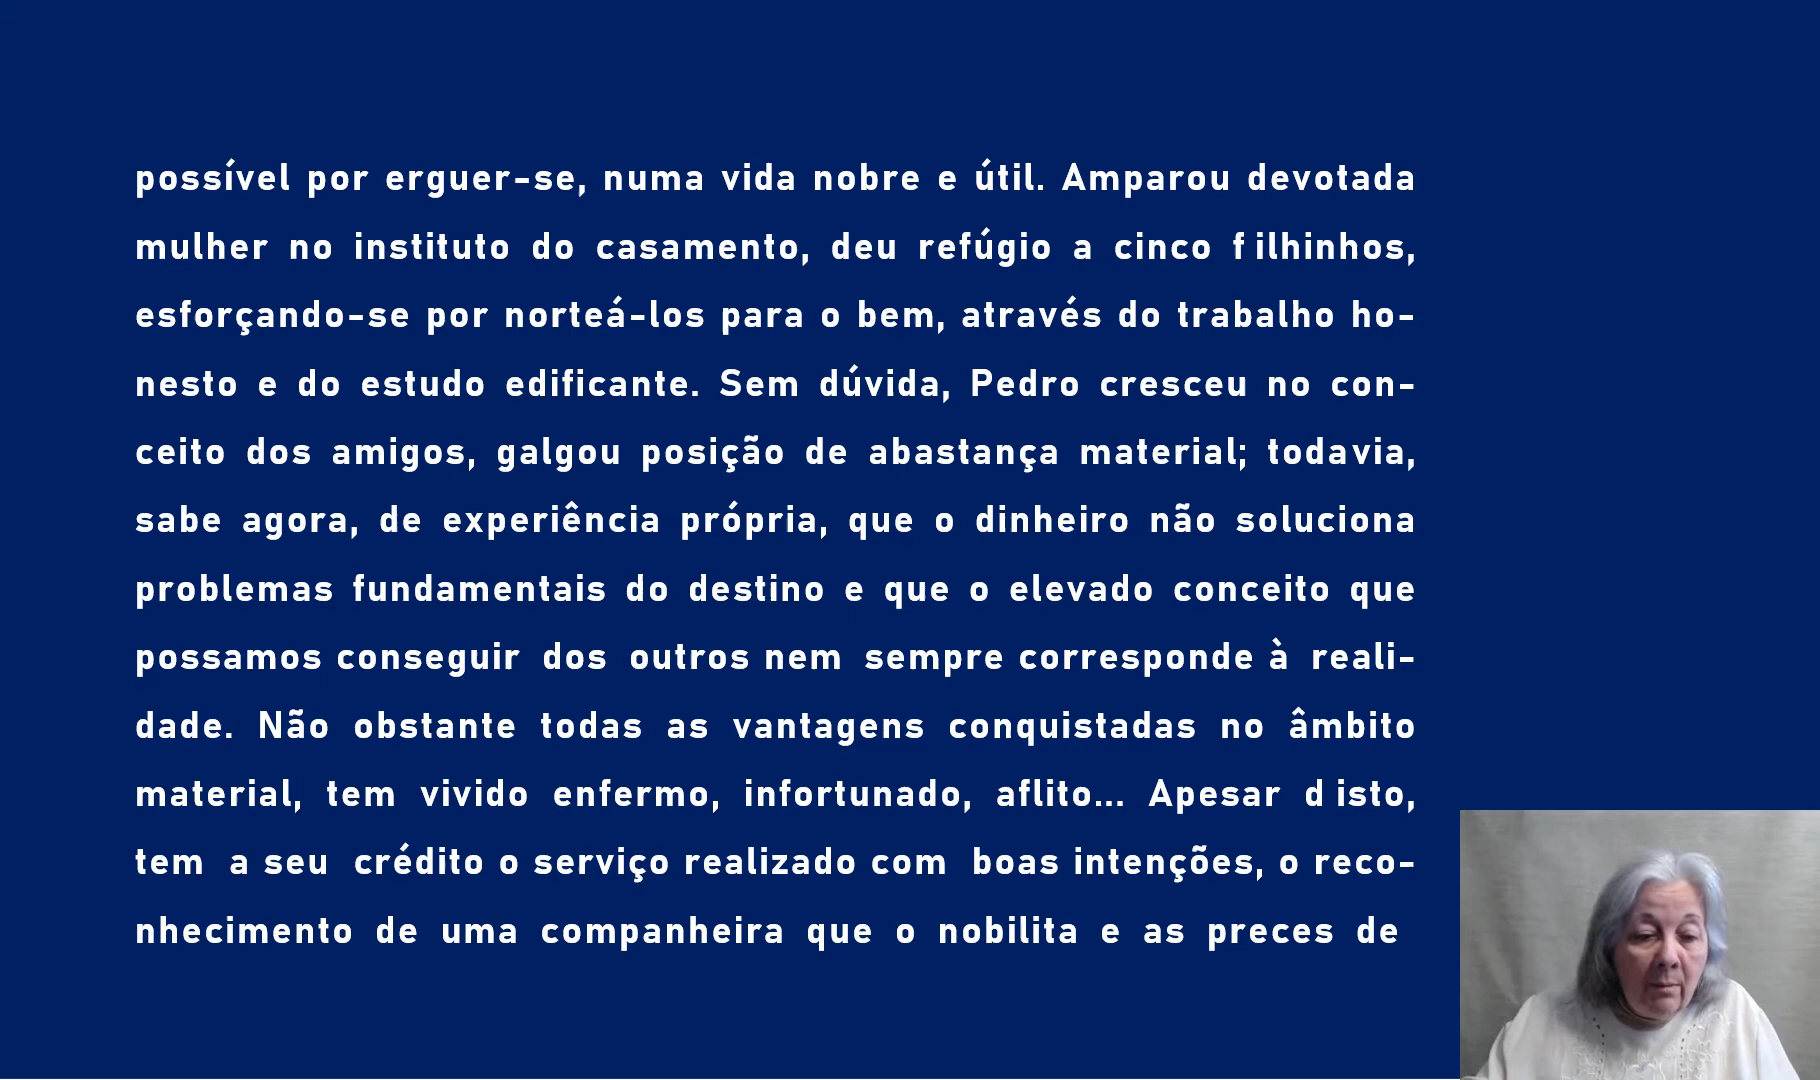 possível por erguer-se, numa vida nobre e útil. Amparou devotada
mulher no instituto do casamento, deu refúgio a cinco f ilhinhos,
esforçando-se por norteá-los para o bem, através do trabalho ho-
nesto e do estudo edificante. Sem dúvida, Pedro cresceu no con-
ceito dos amigos, galgou posição de abastança material; todavia,
sabe agora, de experiência própria, que o dinheiro não soluciona
problemas fundamentais do destino e que o elevado conceito que
possamos conseguir dos outros nem sempre corresponde à reali-
dade. Não obstante todas as vantagens conquistadas no âmbito
material, tem vivido enfermo, infortunado, aflito... Apesar d isto,
tem a seu crédito o serviço realizado com boas intenções, o reco-
nhecimento de uma companheira que o nobilita e as preces de